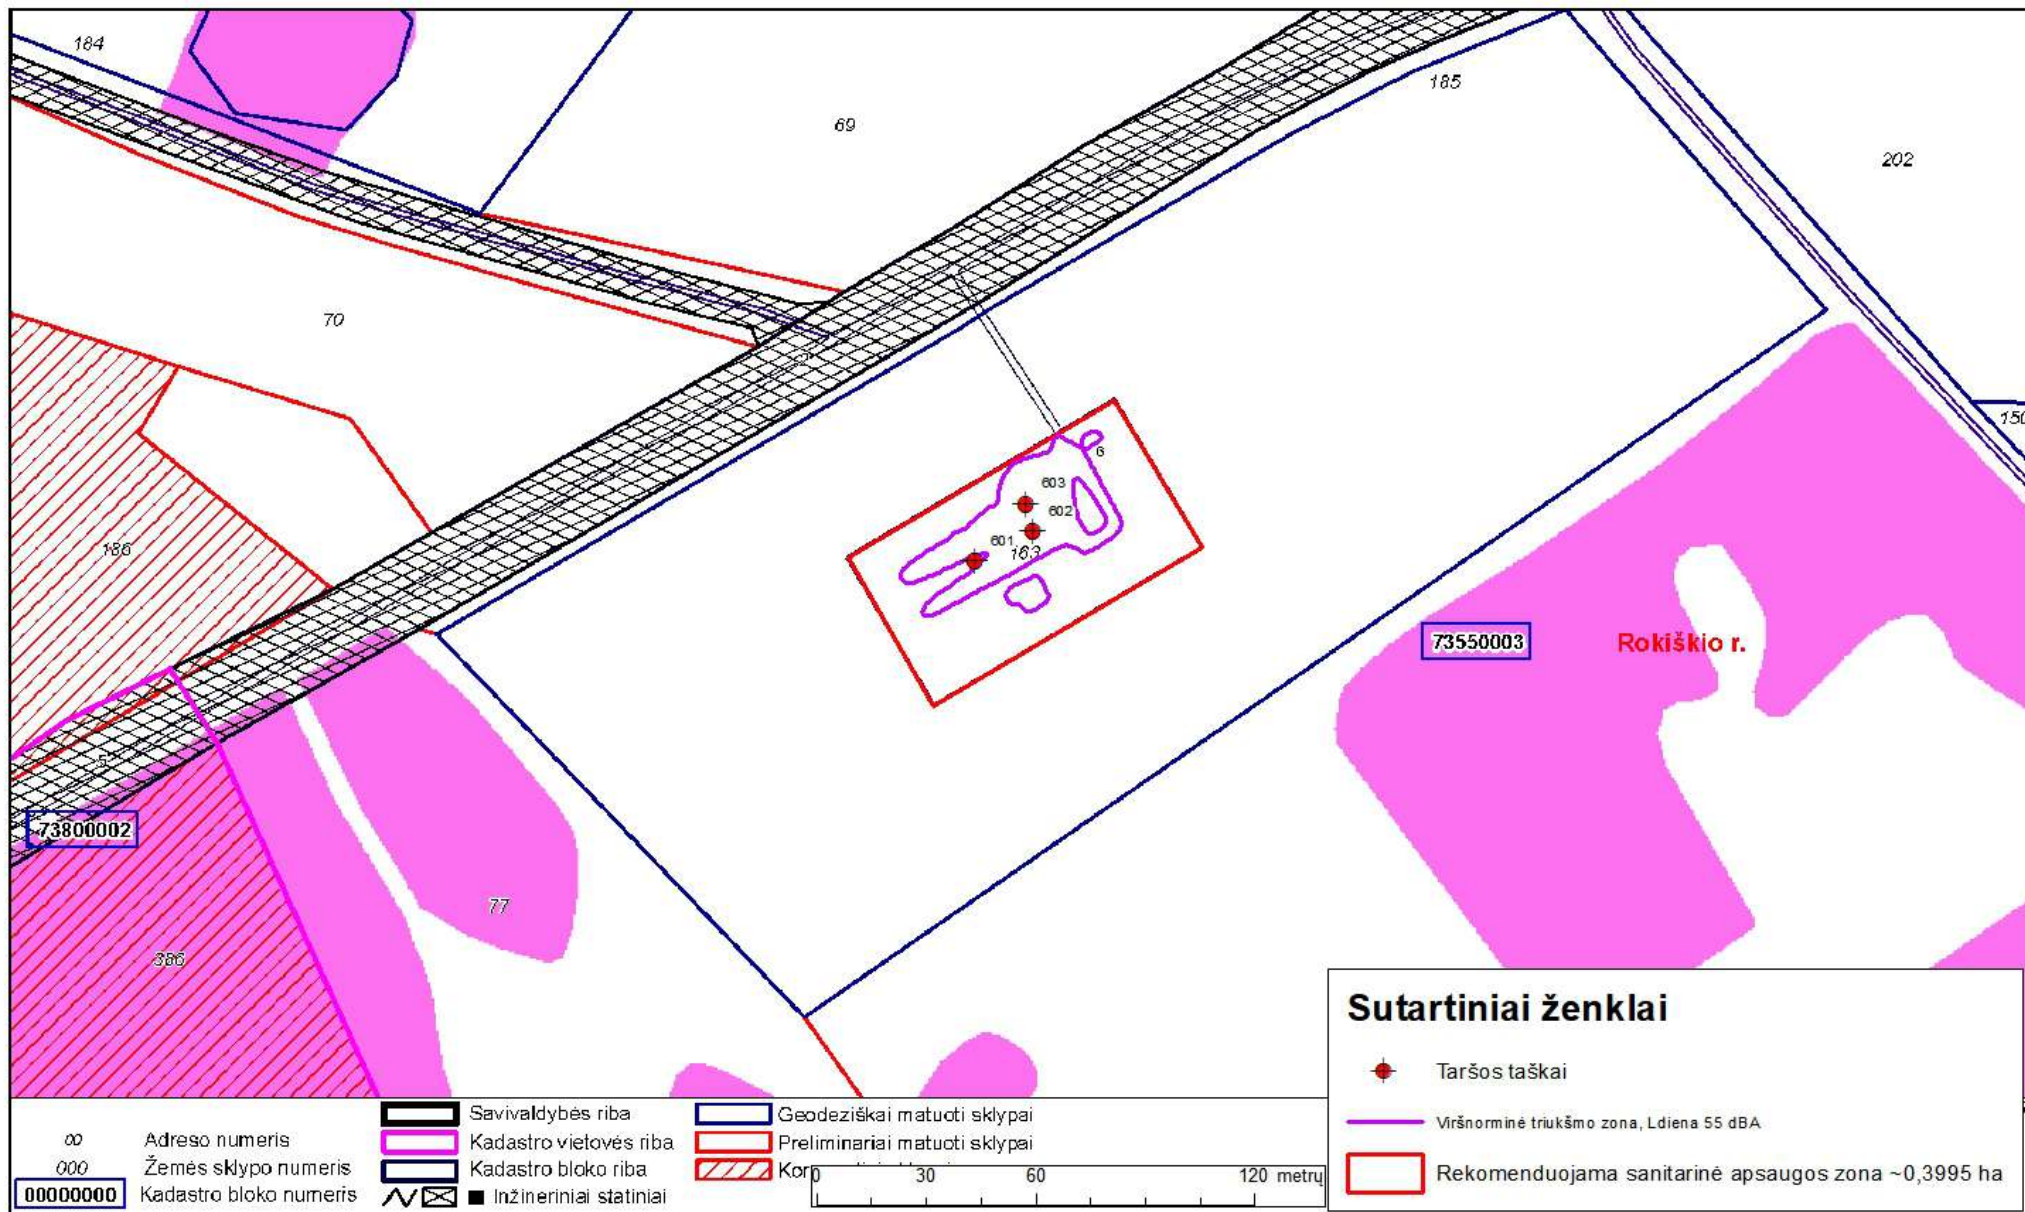 184
69
185
202
70
150
6
603
602
601
163
186
73550003
Rokiškio r.
5
73800002
77
386
Sutartiniai ženklai
Taršos taškai
Viršnorminė triukšmo zona, Ldiena 55 dBA
Rekomenduojama sanitarinė apsaugos zona ~0,3995 ha
00 Adreso numeris
000 Žemės sklypo numeris
00000000 Kadastro bloko numeris
Savivaldybės riba
Kadastro vietovės riba
Kadastro bloko riba
Inžineriniai statiniai
Geodeziškai matuoti sklypai
Preliminariai matuoti sklypai
0 30 60 120 metrų